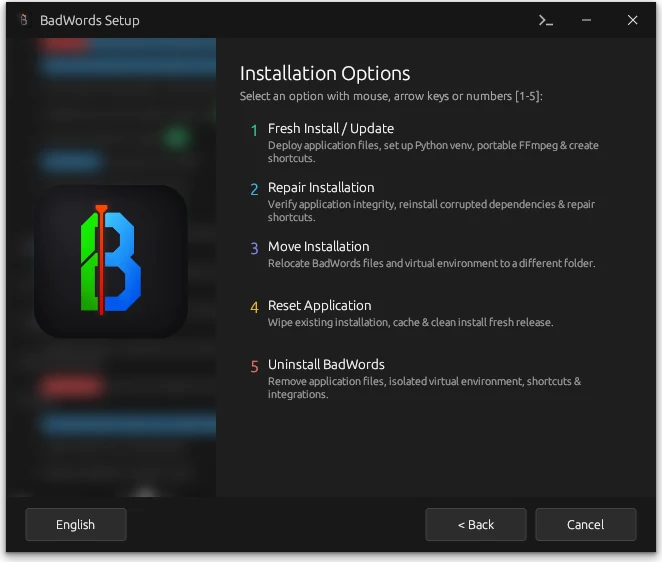 BadWords Setup
Installation Options
Select an option with mouse, arrow keys or numbers [1-5]:
1 Fresh Install / Update
Deploy application files, set up Python venv, portable FFmpeg & create
shortcuts.
2 Repair Installation
Verify application integrity, reinstall corrupted dependencies & repair
shortcuts.
3 Move Installation
Relocate BadWords files and virtual environment to a different folder.
4 Reset Application
Wipe existing installation, cache & clean install fresh release.
5 Uninstall BadWords
Remove application files, isolated virtual environment, shortcuts &
integrations.
English
< Back
Cancel